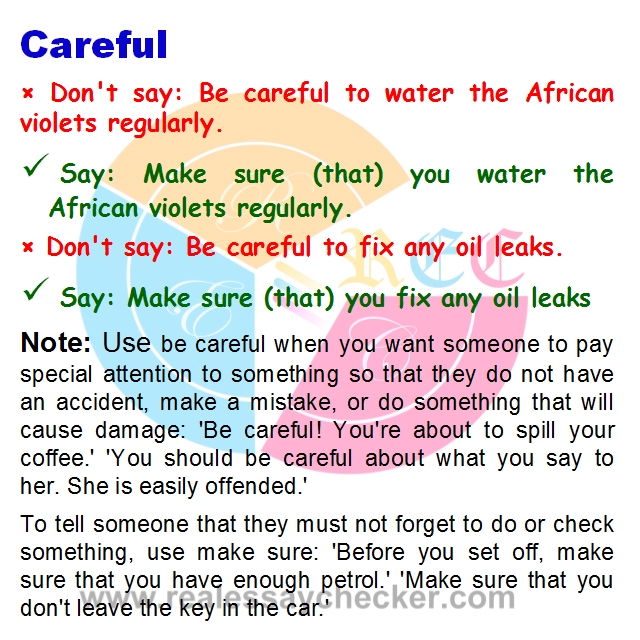 Careful
× Don't say: Be careful to water the African
violets regularly.
✓ Say: Make sure (that) you water the
African violets regularly.
× Don't say: Be careful to fix any oil leaks.
✓ Say: Make sure (that) you fix any oil leaks
REC
Note: Use be careful when you want someone to pay
special attention to something so that they do not have
an accident, make a mistake, or do something that will
cause damage: 'Be careful! You're about to spill your
coffee.' 'You should be careful about what you say to
her. She is easily offended.'
To tell someone that they must not forget to do or check
something, use make sure: 'Before you set off, make
sure that you have enough petrol.' 'Make sure that you
don't leave the key in the car.'
www.realessaychecker.com